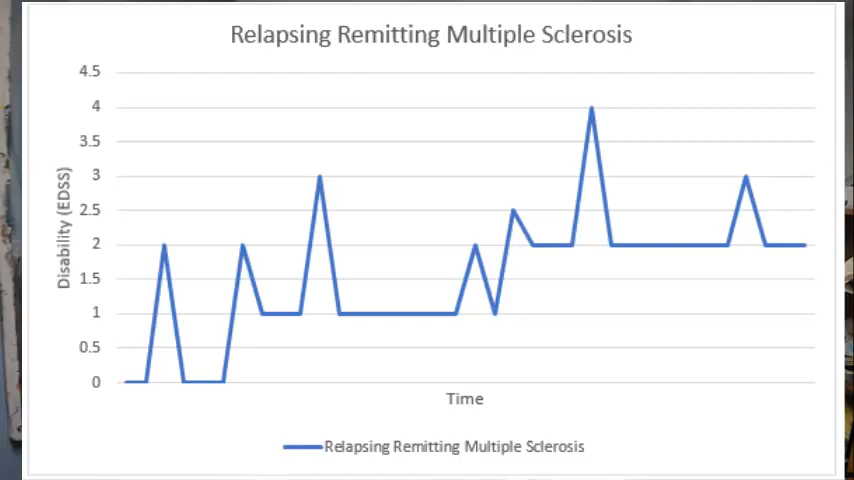 Relapsing Remitting Multiple Sclerosis
4.5
4
3.5
3
2.5
2
1.5
1
0.5
0
Disability (EDSS)
Time
Relapsing Remitting Multiple Sclerosis